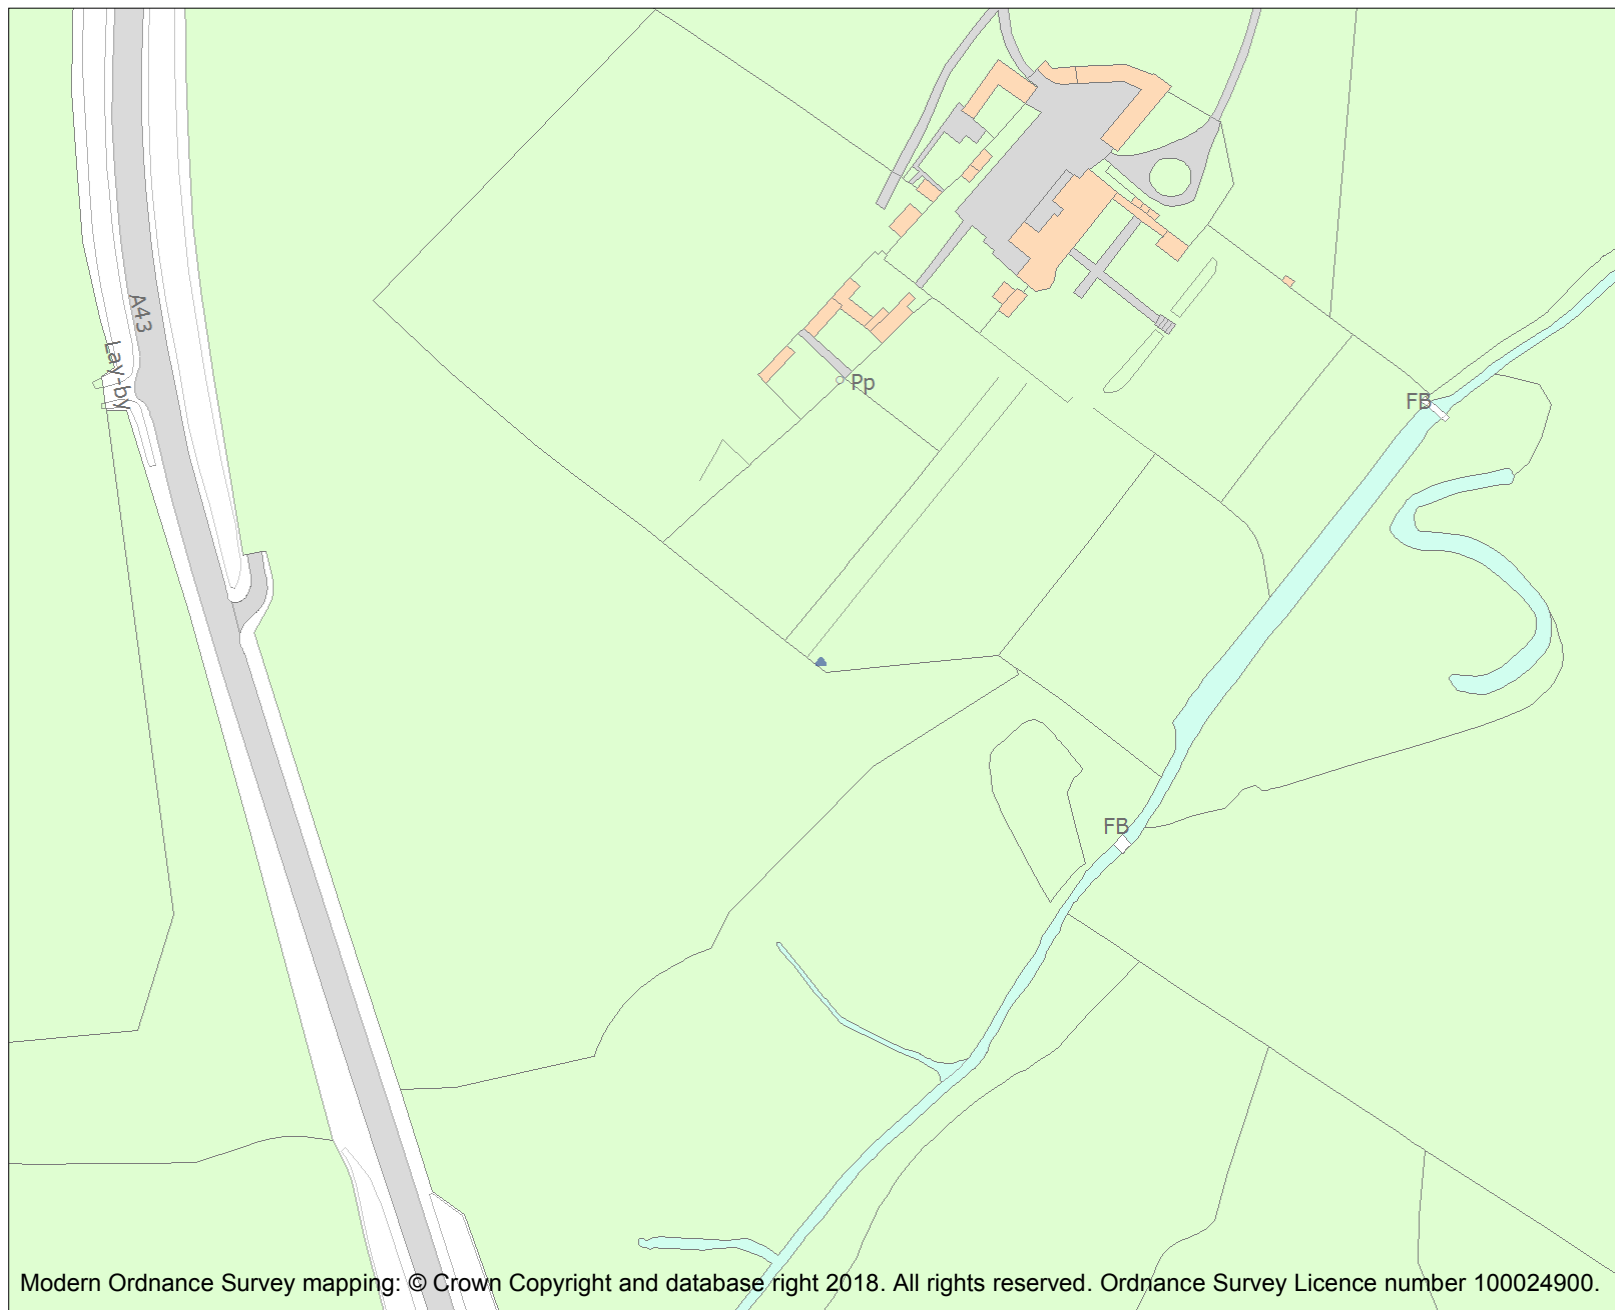 A43
Lay-by
Pp
FB
FB
Modern Ordnance Survey mapping: © Crown Copyright and database right 2018. All rights reserved. Ordnance Survey Licence number 100024900.